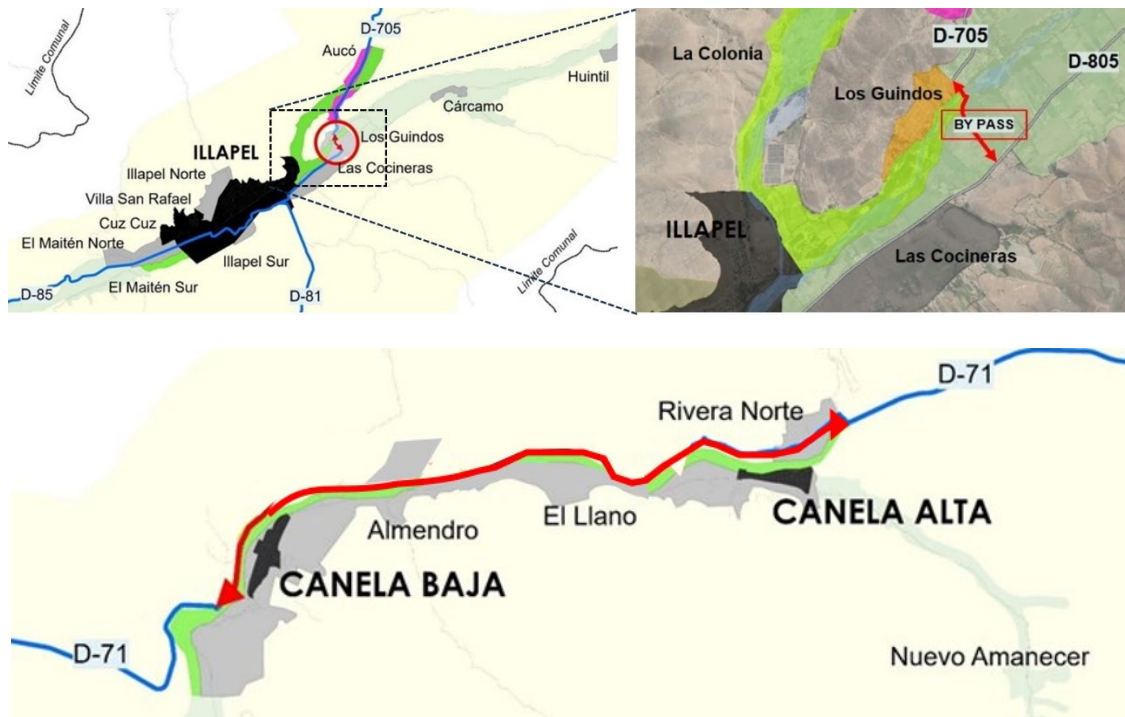 Límite Comunal
D-705
Aucó
Huintil
Cárcamo
Los Guindos
ILLAPEL
Las Cocineras
Illapel Norte
Villa San Rafael
Cuz Cuz
El Maitén Norte
Illapel Sur
El Maitén Sur
D-85
D-81
Límite Comunal
D-705
La Colonia
D-805
Los Guindos
BY PASS
ILLAPEL
Las Cocineras
D-71
Rivera Norte
Almendro
El Llano
CANELA ALTA
CANELA BAJA
D-71
Nuevo Amanecer